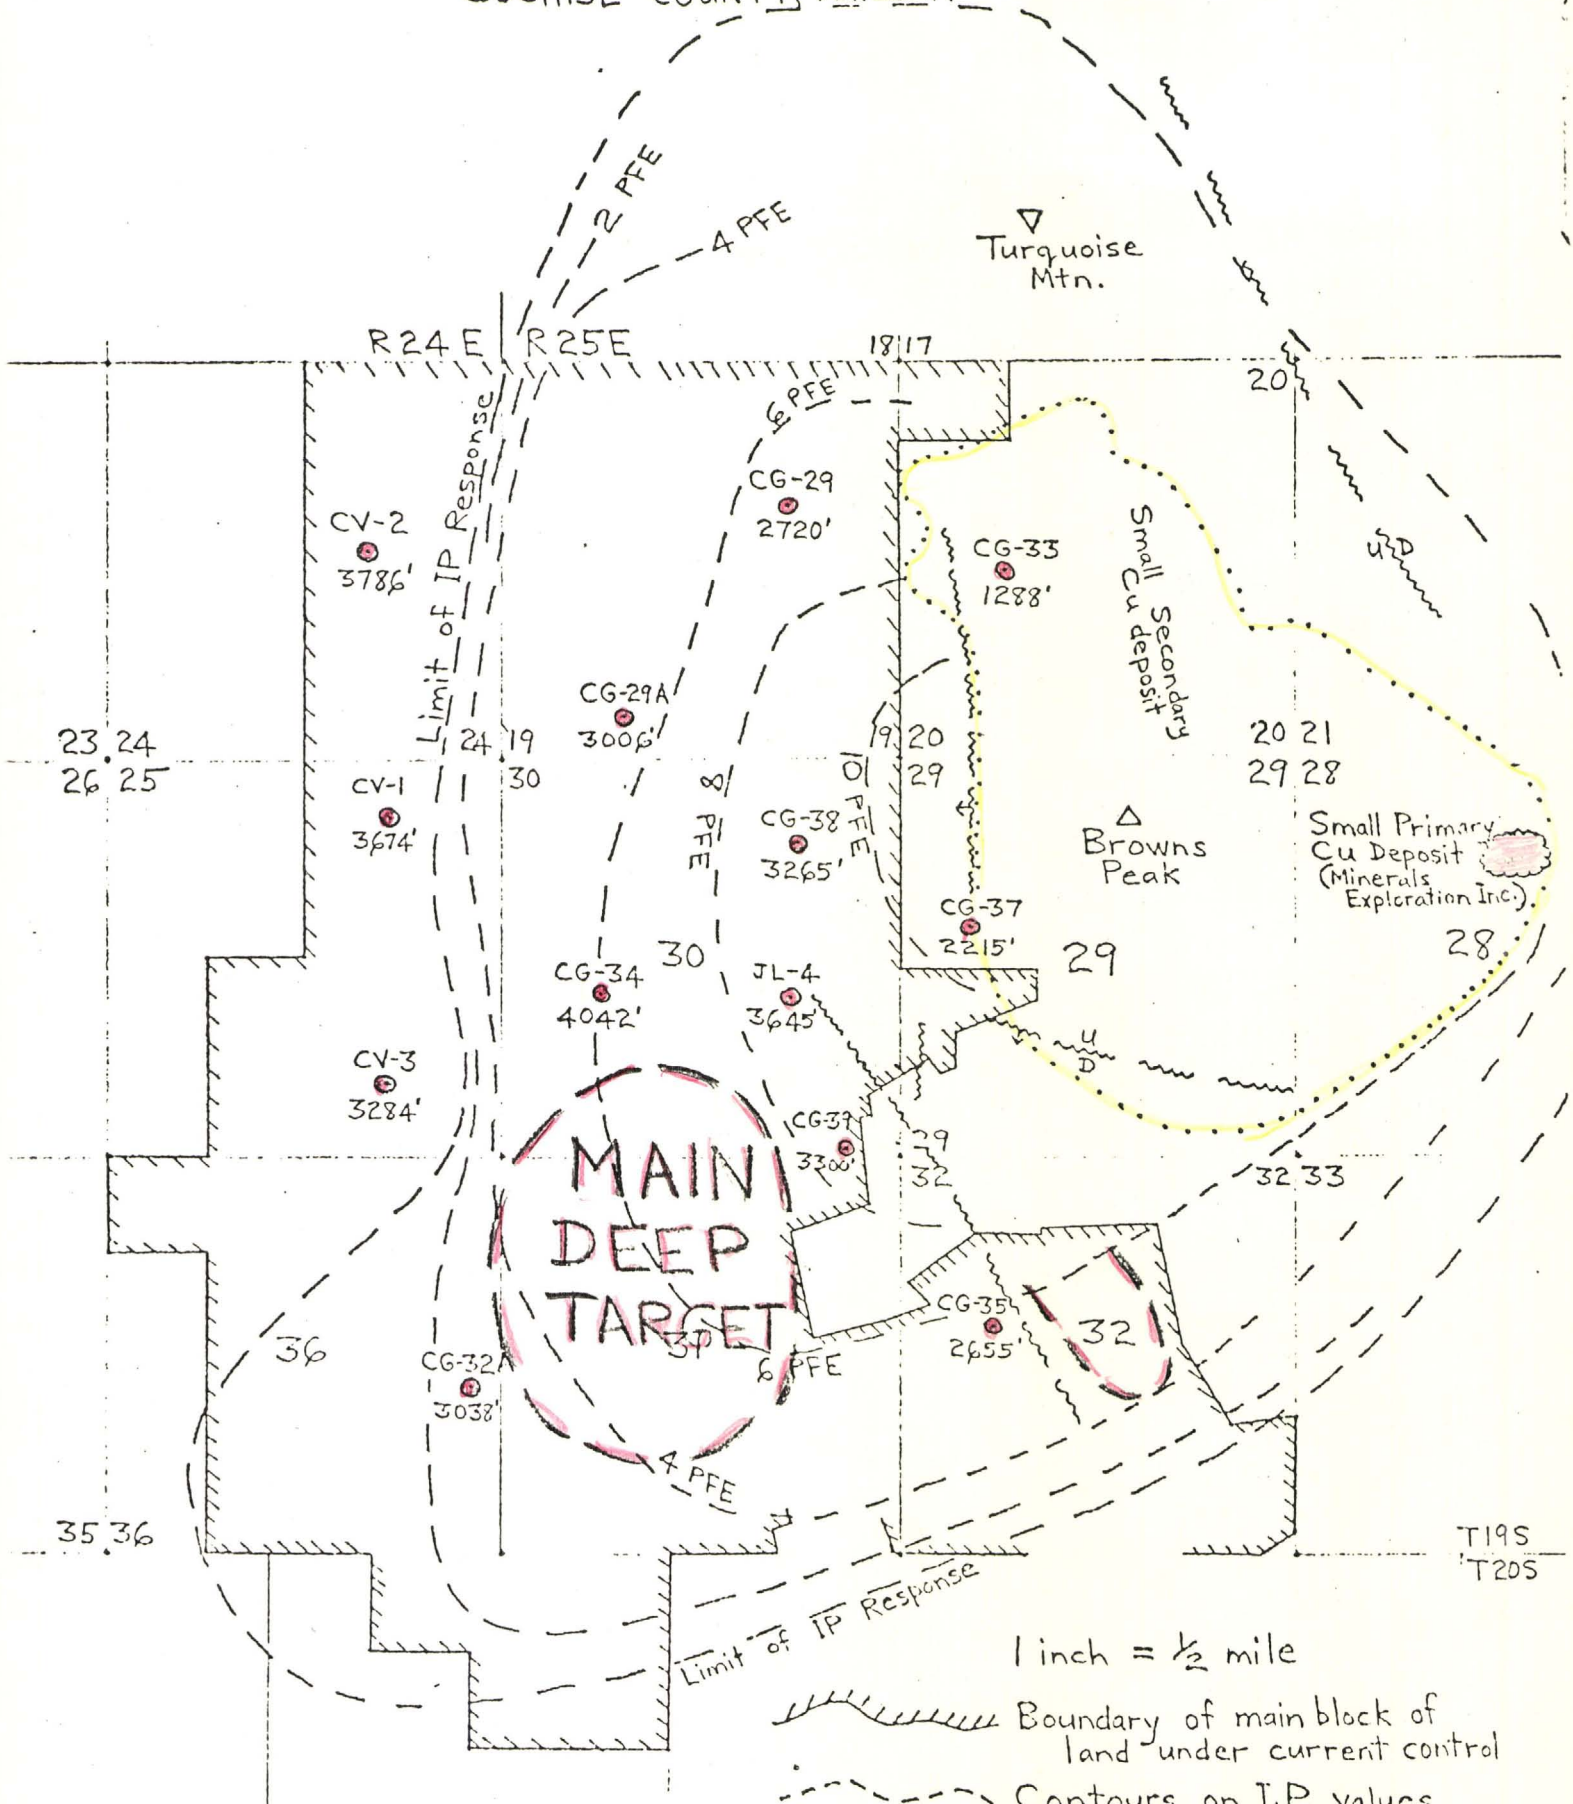 COUNTY,
2 PFE
4 PFE
Turquoise
Mtn.
R 24 E
R 25 E
18 17
20
6 PFE
Limit of IP Response
CG-29
2720'
CV-2
3786'
CG-33
1288'
Small Secondary
Cu deposit
U D
CG-29A
3006'
23 24
26 25
24 19
30
19 20
29
20 21
29 28
CV-1
3674'
8 PFE
10 PFE
CG-38
3265'
Browns
Peak
Small Primary
Cu Deposit
(Minerals
Exploration Inc.)
CG-37
2215'
30
29
28
CG-34
4042'
JL-4
3645'
U
D
CV-3
3284'
CG-39
3300'
29
32
32 33
MAIN
DEEP
TARGET
31
36
6 PFE
CG-35
2655'
32
CG-32A
3038'
4 PFE
35 36
T19S
T20S
Limit of IP Response
1 inch = ½ mile
Boundary of main block of
land under current control
Contours on I.P. values